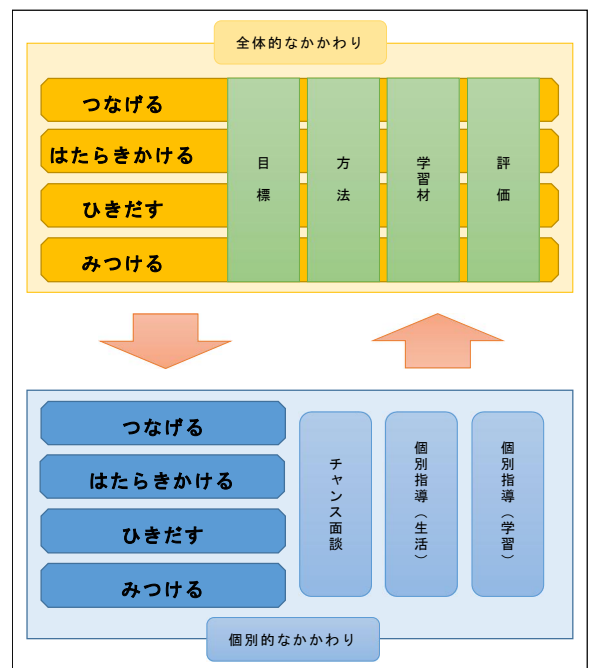 全体的なかかわり
つなげる
はたらきかける
ひきだす
みつける
目標
方法
学習材
評価
つなげる
はたらきかける
ひきだす
みつける
チャンス面談
個別指導（生活）
個別指導（学習）
個別的なかかわり